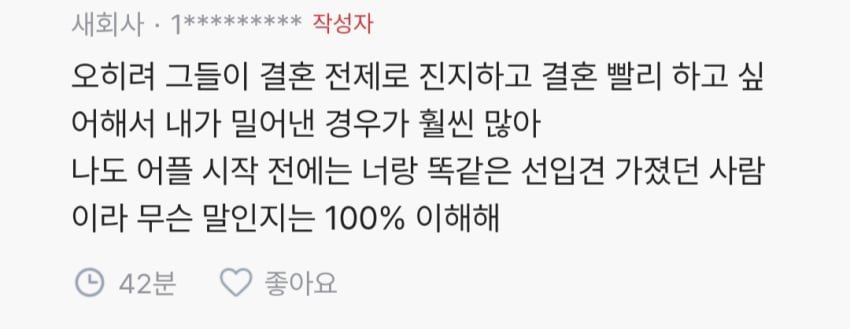 새회사 · 1********* 작성자
오히려 그들이 결혼 전제로 진지하고 결혼 빨리 하고 싶
어해서 내가 밀어낸 경우가 훨씬 많아
나도 어플 시작 전에는 너랑 똑같은 선입견 가졌던 사람
이라 무슨 말인지는 100% 이해해
42분 좋아요